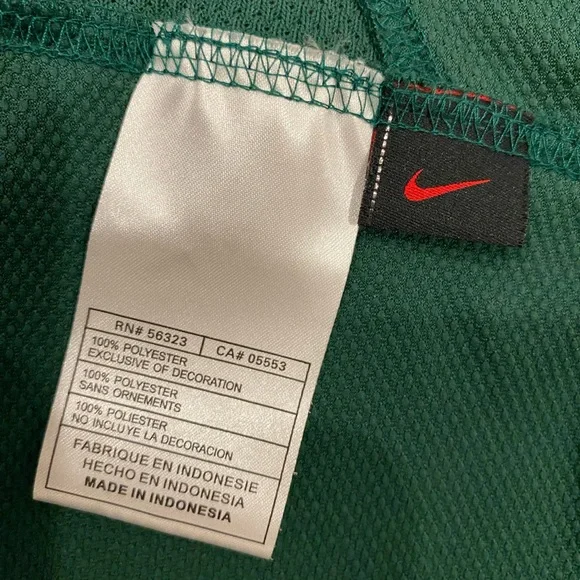 RN# 56323 CA# 05553
100% POLYESTER
EXCLUSIVE OF DECORATION
100% POLYESTER
SANS ORNEMENTS
100% POLIESTER
NO INCLUYE LA DECORACION
FABRIQUE EN INDONESIE
HECHO EN INDONESIA
MADE IN INDONESIA